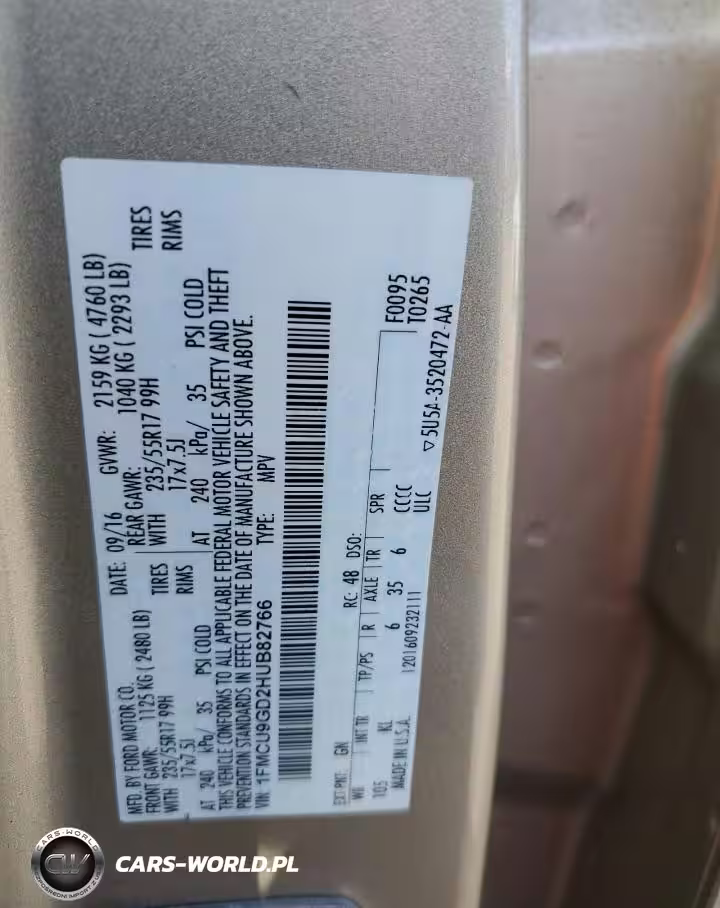 MFD. BY FORD MOTOR CO.
DATE: 09/16 GVWR: 2159 KG ( 4760 LB)
FRONT GAWR: 1125 KG ( 2480 LB)
REAR GAWR: 1040 KG ( 2293 LB)
WITH 235/55R17 99H TIRES
WITH 235/55R17 99H TIRES
17x7.5J RIMS
17x7.5J RIMS
AT 240 kPa/ 35 PSI COLD
AT 240 kPa/ 35 PSI COLD
THIS VEHICLE CONFORMS TO ALL APPLICABLE FEDERAL MOTOR VEHICLE SAFETY AND THEFT
PREVENTION STANDARDS IN EFFECT ON THE DATE OF MANUFACTURE SHOWN ABOVE.
VIN: 1FMCU9GD2HUB82766 TYPE: MPV
EXT PNT: GN RC: 48 DSO: F0095
WB INT TR TP/PS R AXLE TR SPR T0265
105 KL 6 35 6 CCCC
MADE IN U.S.A. 1201609232111 ULC
▽5U5A-3520472-AA
CARS-WORLD
CW
CARS-WORLD.PL